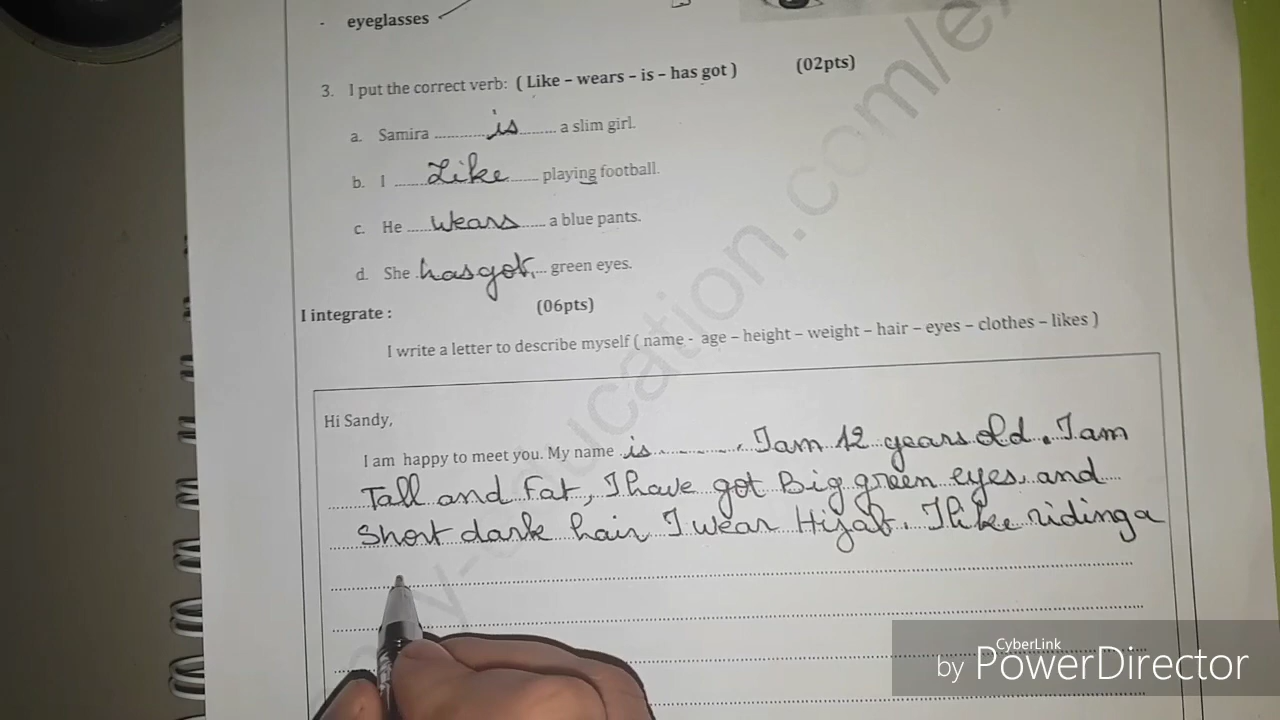 - eyeglasses
3. I put the correct verb: ( Like – wears – is – has got ) (02pts)
a. Samira ............is......... a slim girl.
b. I .......Like....... playing football.
c. He .....wears...... a blue pants.
d. She .has got.... green eyes.
I integrate : (06pts)
I write a letter to describe myself ( name - age – height – weight – hair – eyes – clothes – likes )
Hi Sandy,
I am happy to meet you. My name is ........... I am 12 years old. I am
Tall and Fat, I have got Big green eyes and
Short dark hair I wear Hijab. I like riding a
education.com/e
CyberLink
by PowerDirector